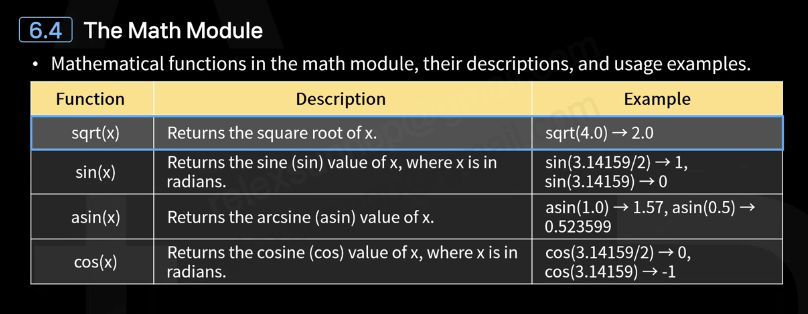 6.4 The Math Module
• Mathematical functions in the math module, their descriptions, and usage examples.
Function Description Example
sqrt(x) Returns the square root of x. sqrt(4.0) → 2.0
sin(x) Returns the sine (sin) value of x, where x is in radians. sin(3.14159/2) → 1, sin(3.14159) → 0
asin(x) Returns the arcsine (asin) value of x. asin(1.0) → 1.57, asin(0.5) → 0.523599
cos(x) Returns the cosine (cos) value of x, where x is in radians. cos(3.14159/2) → 0, cos(3.14159) → -1